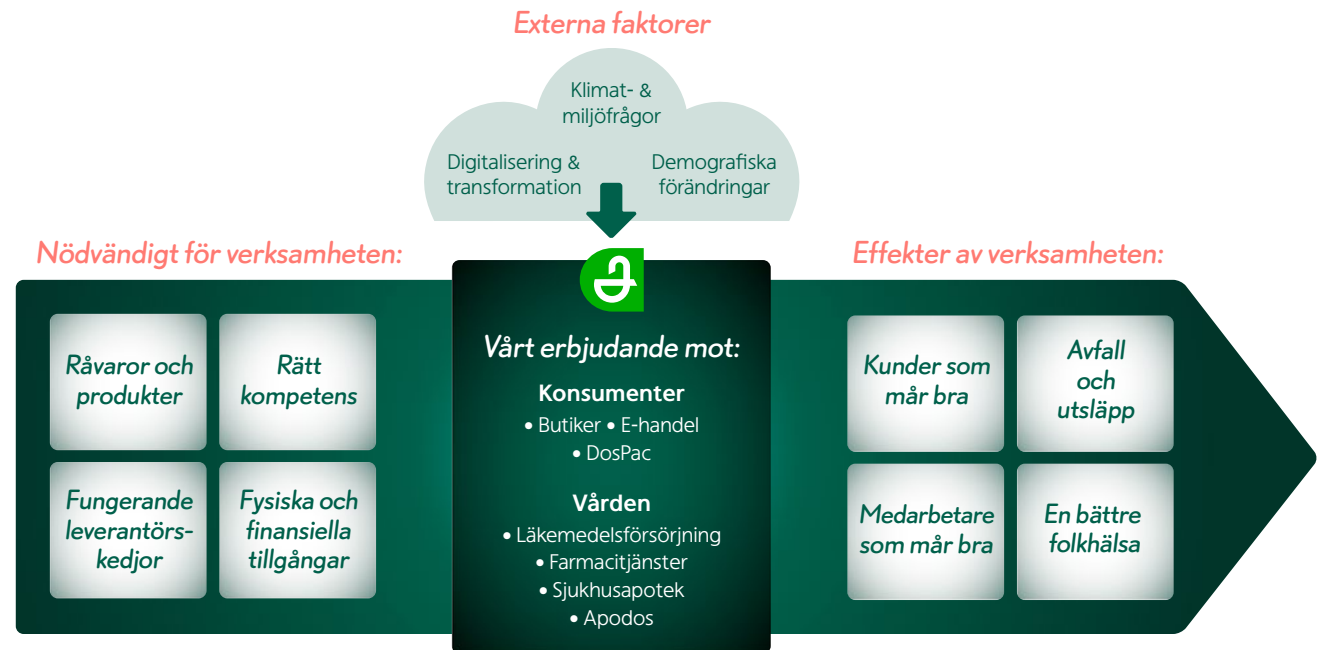 Externa faktorer
Klimat- &
miljöfrågor
Digitalisering &
transformation
Demografiska
förändringar
Nödvändigt för verksamheten:
Råvaror och
produkter
Rätt
kompetens
Fungerande
leverantörs-
kedjor
Fysiska och
finansiella
tillgångar
Vårt erbjudande mot:
Konsumenter
• Butiker • E-handel
• DosPac
Vården
• Läkemedelsförsörjning
• Farmacitjänster
• Sjukhusapotek
• Apodos
Effekter av verksamheten:
Kunder som
mår bra
Avfall
och
utsläpp
Medarbetare
som mår bra
En bättre
folkhälsa